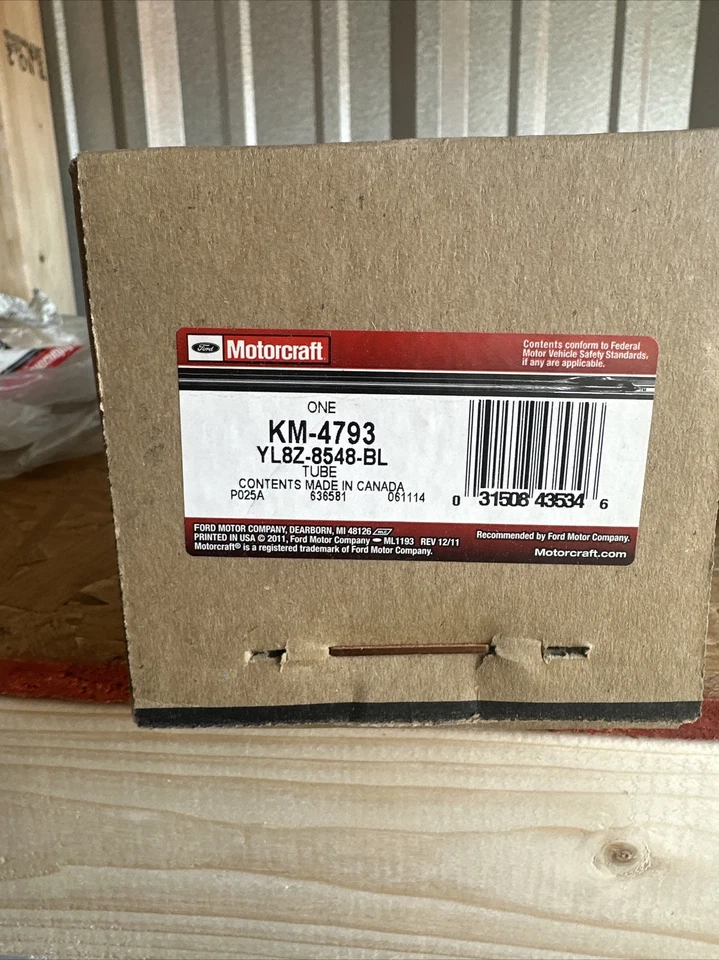 Ford Motorcraft
Contents conform to Federal
Motor Vehicle Safety Standards,
if any are applicable.
ONE
KM-4793
YL8Z-8548-BL
TUBE
CONTENTS MADE IN CANADA
P025A 636581 061114
0 31508 43534 6
FORD MOTOR COMPANY, DEARBORN, MI 48126
PRINTED IN USA © 2011, Ford Motor Company ML1193 REV 12/11
Motorcraft® is a registered trademark of Ford Motor Company.
Recommended by Ford Motor Company.
Motorcraft.com